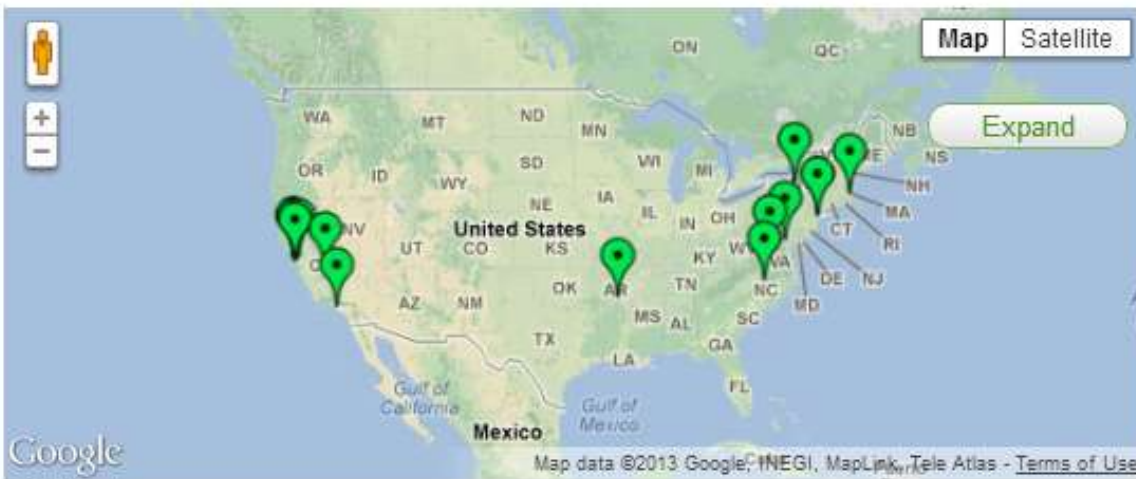 Map Satellite
Expand
ON
QC
WA
MT
ND
MN
NB
NS
OR
ID
SD
WI
MI
NH
WY
IA
NE
IL
IN
OH
MA
United States
NV
UT
CO
KS
KY
VA
CT
RI
DE
NJ
AZ
NM
OK
AR
TN
NC
MD
MS
AL
SC
TX
GA
LA
FL
Gulf of
California
Gulf of
Mexico
Mexico
Google
Map data ©2013 Google, INEGI, MapLink, Tele Atlas - Terms of Use